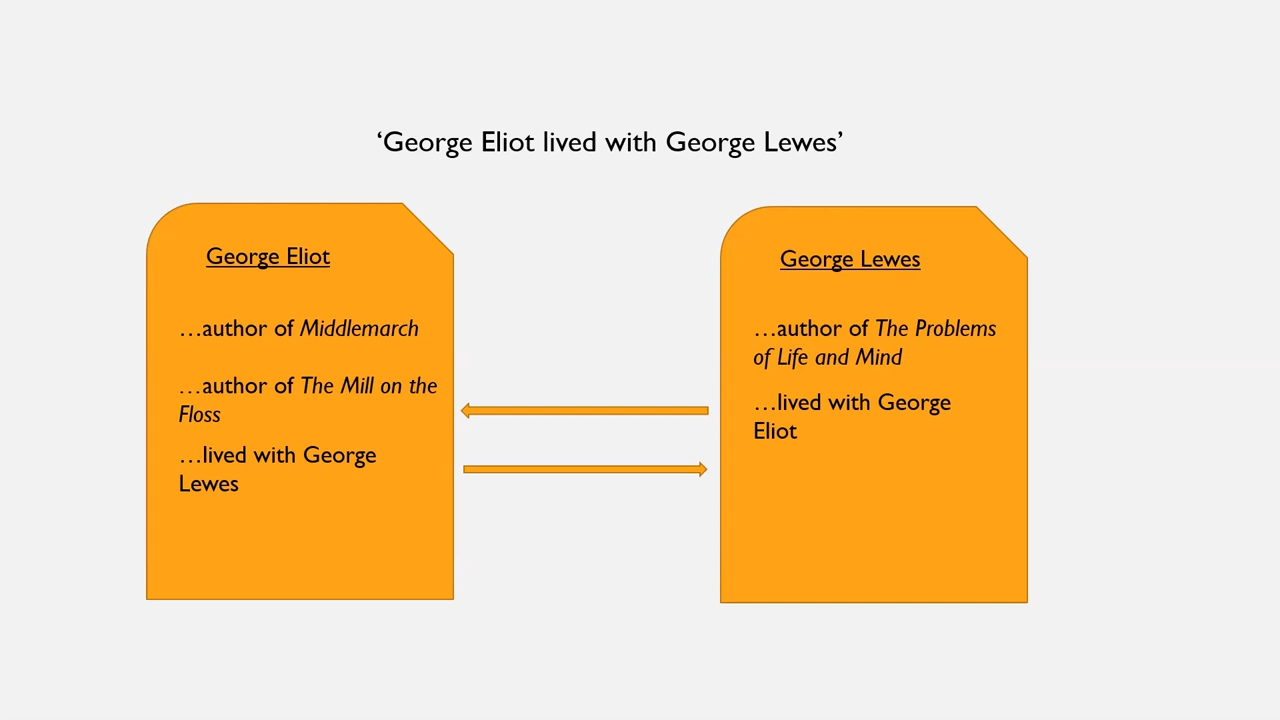 ‘George Eliot lived with George Lewes’
George Eliot
…author of Middlemarch
…author of The Mill on the
Floss
…lived with George
Lewes
George Lewes
…author of The Problems
of Life and Mind
…lived with George
Eliot